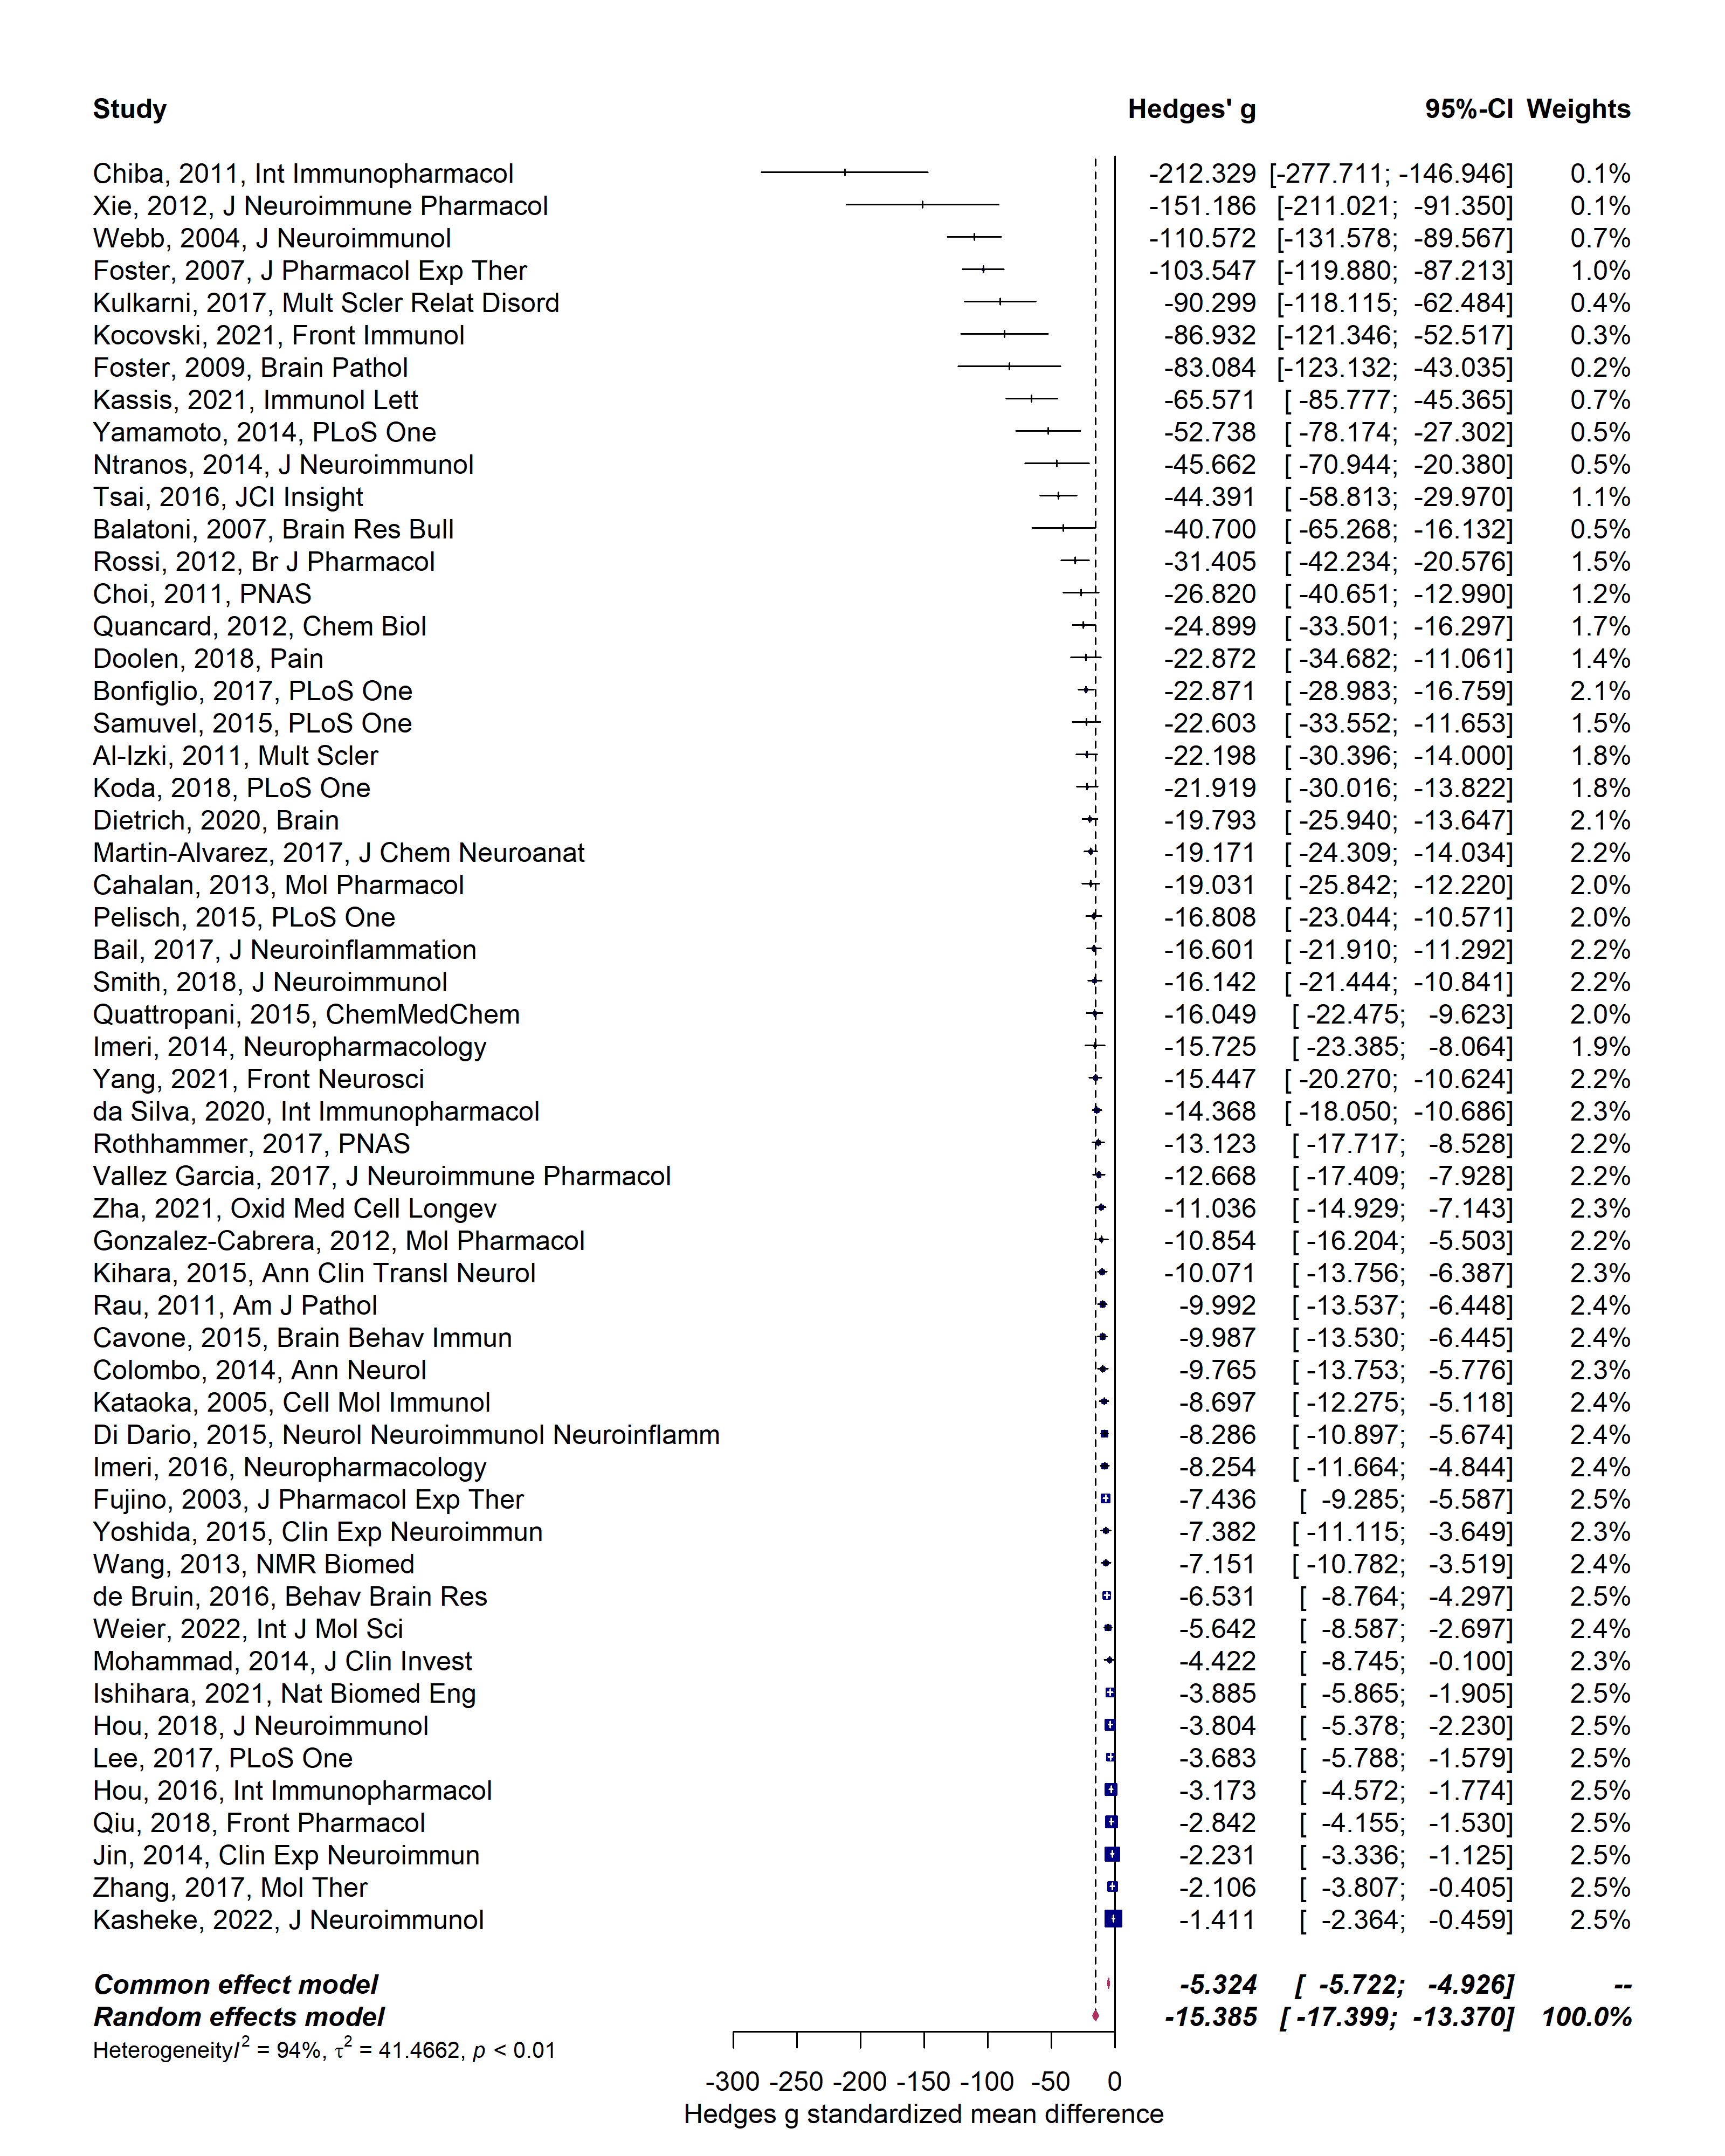 Study Hedges' g 95%-CI Weights
Chiba, 2011, Int Immunopharmacol -212.329 [-277.711; -146.946] 0.1%
Xie, 2012, J Neuroimmune Pharmacol -151.186 [-211.021; -91.350] 0.1%
Webb, 2004, J Neuroimmunol -110.572 [-131.578; -89.567] 0.7%
Foster, 2007, J Pharmacol Exp Ther -103.547 [-119.880; -87.213] 1.0%
Kulkarni, 2017, Mult Scler Relat Disord -90.299 [-118.115; -62.484] 0.4%
Kocovski, 2021, Front Immunol -86.932 [-121.346; -52.517] 0.3%
Foster, 2009, Brain Pathol -83.084 [-123.132; -43.035] 0.2%
Kassis, 2021, Immunol Lett -65.571 [ -85.777; -45.365] 0.7%
Yamamoto, 2014, PLoS One -52.738 [ -78.174; -27.302] 0.5%
Ntranos, 2014, J Neuroimmunol -45.662 [ -70.944; -20.380] 0.5%
Tsai, 2016, JCI Insight -44.391 [ -58.813; -29.970] 1.1%
Balatoni, 2007, Brain Res Bull -40.700 [ -65.268; -16.132] 0.5%
Rossi, 2012, Br J Pharmacol -31.405 [ -42.234; -20.576] 1.5%
Choi, 2011, PNAS -26.820 [ -40.651; -12.990] 1.2%
Quancard, 2012, Chem Biol -24.899 [ -33.501; -16.297] 1.7%
Doolen, 2018, Pain -22.872 [ -34.682; -11.061] 1.4%
Bonfiglio, 2017, PLoS One -22.871 [ -28.983; -16.759] 2.1%
Samuvel, 2015, PLoS One -22.603 [ -33.552; -11.653] 1.5%
Al-Izki, 2011, Mult Scler -22.198 [ -30.396; -14.000] 1.8%
Koda, 2018, PLoS One -21.919 [ -30.016; -13.822] 1.8%
Dietrich, 2020, Brain -19.793 [ -25.940; -13.647] 2.1%
Martin-Alvarez, 2017, J Chem Neuroanat -19.171 [ -24.309; -14.034] 2.2%
Cahalan, 2013, Mol Pharmacol -19.031 [ -25.842; -12.220] 2.0%
Pelisch, 2015, PLoS One -16.808 [ -23.044; -10.571] 2.0%
Bail, 2017, J Neuroinflammation -16.601 [ -21.910; -11.292] 2.2%
Smith, 2018, J Neuroimmunol -16.142 [ -21.444; -10.841] 2.2%
Quattropani, 2015, ChemMedChem -16.049 [ -22.475; -9.623] 2.0%
Imeri, 2014, Neuropharmacology -15.725 [ -23.385; -8.064] 1.9%
Yang, 2021, Front Neurosci -15.447 [ -20.270; -10.624] 2.2%
da Silva, 2020, Int Immunopharmacol -14.368 [ -18.050; -10.686] 2.3%
Rothhammer, 2017, PNAS -13.123 [ -17.717; -8.528] 2.2%
Vallez Garcia, 2017, J Neuroimmune Pharmacol -12.668 [ -17.409; -7.928] 2.2%
Zha, 2021, Oxid Med Cell Longev -11.036 [ -14.929; -7.143] 2.3%
Gonzalez-Cabrera, 2012, Mol Pharmacol -10.854 [ -16.204; -5.503] 2.2%
Kihara, 2015, Ann Clin Transl Neurol -10.071 [ -13.756; -6.387] 2.3%
Rau, 2011, Am J Pathol -9.992 [ -13.537; -6.448] 2.4%
Cavone, 2015, Brain Behav Immun -9.987 [ -13.530; -6.445] 2.4%
Colombo, 2014, Ann Neurol -9.765 [ -13.753; -5.776] 2.3%
Kataoka, 2005, Cell Mol Immunol -8.697 [ -12.275; -5.118] 2.4%
Di Dario, 2015, Neurol Neuroimmunol Neuroinflamm -8.286 [ -10.897; -5.674] 2.4%
Imeri, 2016, Neuropharmacology -8.254 [ -11.664; -4.844] 2.4%
Fujino, 2003, J Pharmacol Exp Ther -7.436 [ -9.285; -5.587] 2.5%
Yoshida, 2015, Clin Exp Neuroimmun -7.382 [ -11.115; -3.649] 2.3%
Wang, 2013, NMR Biomed -7.151 [ -10.782; -3.519] 2.4%
de Bruin, 2016, Behav Brain Res -6.531 [ -8.764; -4.297] 2.5%
Weier, 2022, Int J Mol Sci -5.642 [ -8.587; -2.697] 2.4%
Mohammad, 2014, J Clin Invest -4.422 [ -8.745; -0.100] 2.3%
Ishihara, 2021, Nat Biomed Eng -3.885 [ -5.865; -1.905] 2.5%
Hou, 2018, J Neuroimmunol -3.804 [ -5.378; -2.230] 2.5%
Lee, 2017, PLoS One -3.683 [ -5.788; -1.579] 2.5%
Hou, 2016, Int Immunopharmacol -3.173 [ -4.572; -1.774] 2.5%
Qiu, 2018, Front Pharmacol -2.842 [ -4.155; -1.530] 2.5%
Jin, 2014, Clin Exp Neuroimmun -2.231 [ -3.336; -1.125] 2.5%
Zhang, 2017, Mol Ther -2.106 [ -3.807; -0.405] 2.5%
Kasheke, 2022, J Neuroimmunol -1.411 [ -2.364; -0.459] 2.5%
Common effect model -5.324 [ -5.722; -4.926] --
Random effects model -15.385 [ -17.399; -13.370] 100.0%
HeterogeneityI² = 94%, τ² = 41.4662, p < 0.01
-300 -250 -200 -150 -100 -50 0
Hedges g standardized mean difference